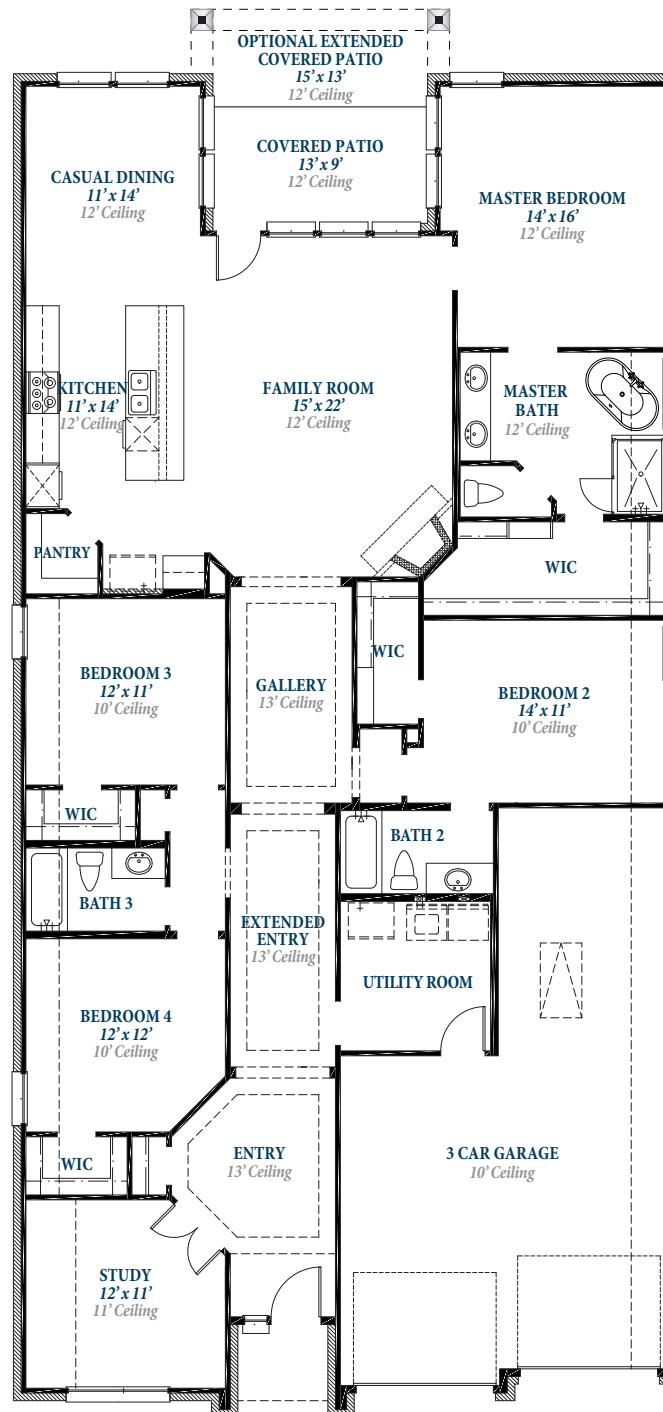 OPTIONAL EXTENDED
COVERED PATIO
15' x 13'
12' Ceiling
COVERED PATIO
13' x 9'
12' Ceiling
CASUAL DINING
11' x 14'
12' Ceiling
MASTER BEDROOM
14' x 16'
12' Ceiling
KITCHEN
11' x 14'
12' Ceiling
FAMILY ROOM
15' x 22'
12' Ceiling
MASTER
BATH
12' Ceiling
PANTRY
WIC
BEDROOM 3
12' x 11'
10' Ceiling
GALLERY
13' Ceiling
WIC
BEDROOM 2
14' x 11'
10' Ceiling
WIC
BATH 2
BATH 3
EXTENDED
ENTRY
13' Ceiling
UTILITY ROOM
BEDROOM 4
12' x 12'
10' Ceiling
WIC
ENTRY
13' Ceiling
3 CAR GARAGE
10' Ceiling
STUDY
12' x 11'
11' Ceiling